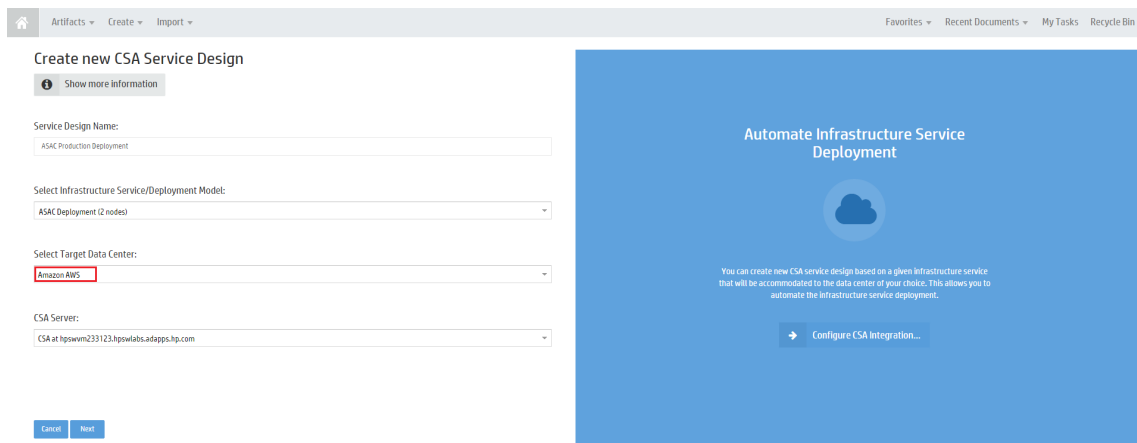 Artifacts Create Import Favorites Recent Documents My Tasks Recycle Bin
Create new CSA Service Design
Show more information
Service Design Name:
ASAC Production Deployment
Select Infrastructure Service/Deployment Model:
ASAC Deployment (2 nodes)
Select Target Data Center:
Amazon AWS
CSA Server:
CSA at hpswvm233123.hpswlabs.adapps.hp.com
Cancel Next
Automate Infrastructure Service
Deployment
You can create new CSA service design based on a given infrastructure service
that will be accommodated to the data center of your choice. This allows you to
automate the infrastructure service deployment.
Configure CSA Integration...